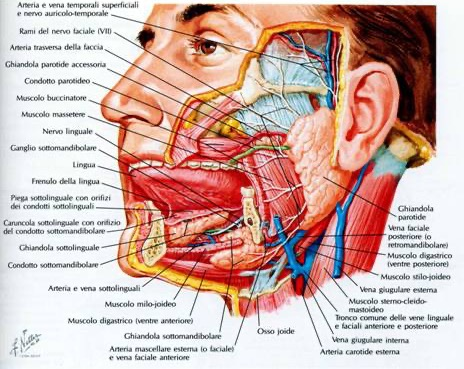 Arteria e vena temporali superficiali
e nervo auricolo-temporale
Rami del nervo faciale (VII)
Arteria trasversa della faccia
Ghiandola parotide accessoria
Condotto parotideo
Muscolo buccinatore
Muscolo massetere
Nervo linguale
Ganglio sottomandibolare
Lingua
Frenulo della lingua
Piega sottolinguale con orifizi
dei condotti sottolinguali
Caruncola sottolinguale con orifizio
del condotto sottomandibolare
Ghiandola sottolinguale
Condotto sottomandibolare
Arteria e vena sottolinguali
Muscolo milo-joideo
Muscolo digastrico (ventre anteriore)
Ghiandola sottomandibolare
Arteria mascellare esterna (o faciale)
e vena faciale anteriore
Osso joide
Ghiandola
parotide
Vena faciale
posteriore (o
retromandibolare)
Muscolo digastrico
(ventre posteriore)
Muscolo stilo-joideo
Vena giugulare esterna
Muscolo sterno-cleido-
mastoideo
Tronco comune delle vene linguale
e faciali anteriore e posteriore
Vena giugulare interna
Arteria carotide esterna